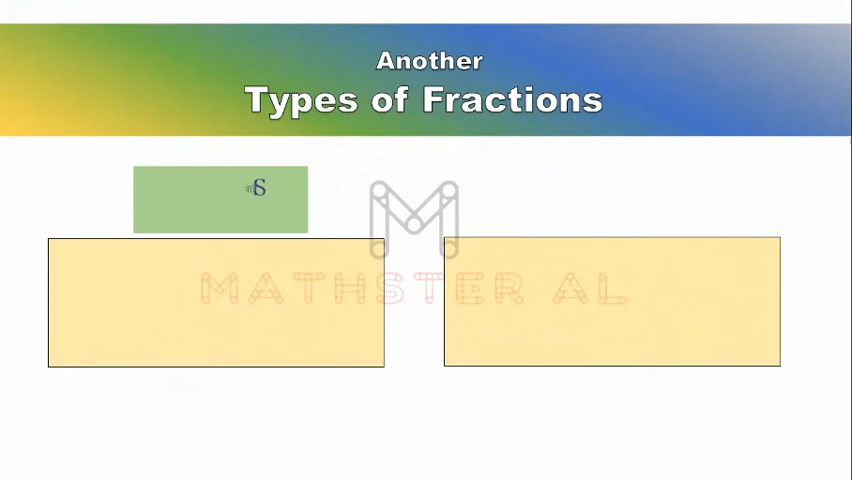 Another
Types of Fractions
S
M
MATHSTER AL